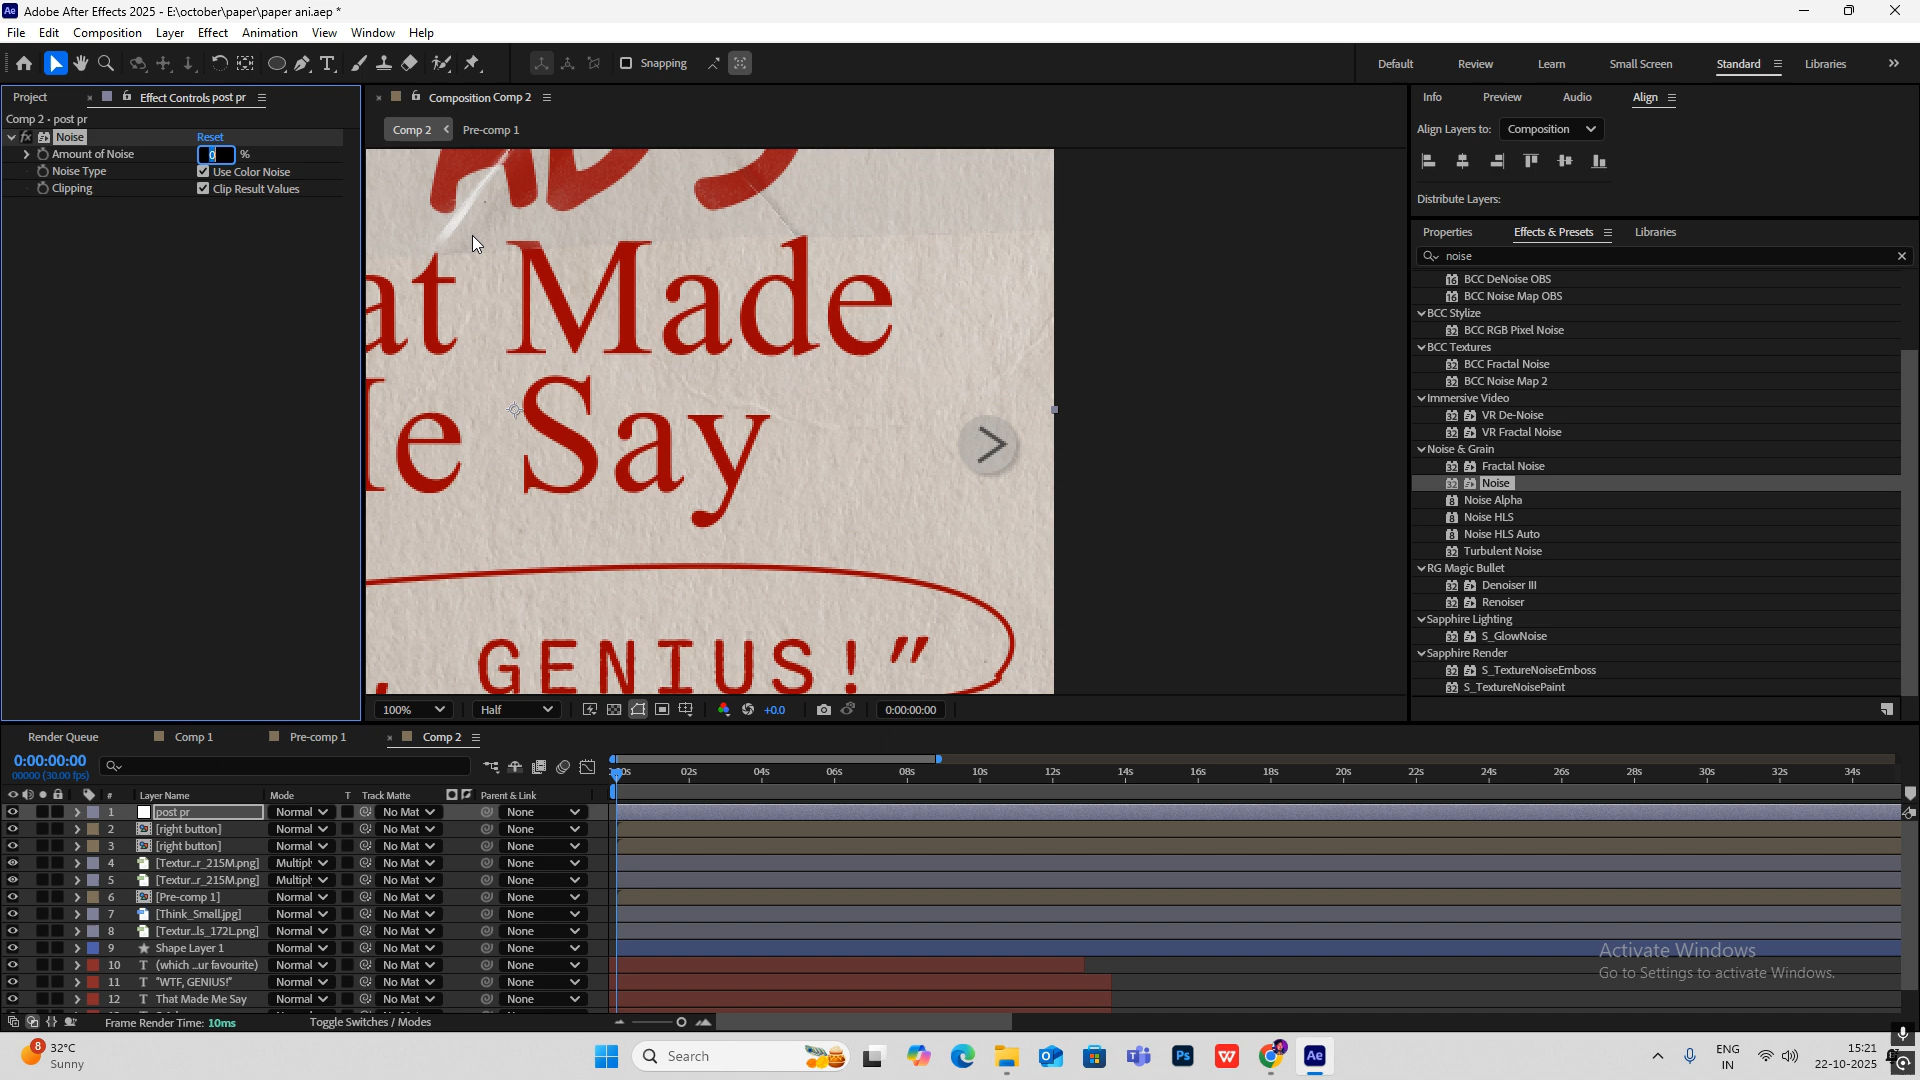 Adobe After Effects 2025 - E:\october\paper\paper ani.aep *
File Edit Composition Layer Effect Animation View Window Help
Snapping
Default Review Learn Small Screen Standard Libraries
Project Effect Controls post pr
Comp 2 • post pr
fx Noise Reset
Amount of Noise 0 %
Noise Type Use Color Noise
Clipping Clip Result Values
Composition Comp 2
Comp 2 Pre-comp 1
ADS
at Made
Me Say
, GENIUS!”
100% Half +0.0 0:00:00:00
Info Preview Audio Align
Align Layers to: Composition
Distribute Layers:
Properties Effects & Presets Libraries
noise
BCC DeNoise OBS
BCC Noise Map OBS
BCC Stylize
BCC RGB Pixel Noise
BCC Textures
BCC Fractal Noise
BCC Noise Map 2
Immersive Video
VR De-Noise
VR Fractal Noise
Noise & Grain
Fractal Noise
Noise
Noise Alpha
Noise HLS
Noise HLS Auto
Turbulent Noise
RG Magic Bullet
Denoiser III
Renoiser
Sapphire Lighting
S_GlowNoise
Sapphire Render
S_TextureNoiseEmboss
S_TextureNoisePaint
Render Queue Comp 1 Pre-comp 1 Comp 2
0:00:00:00
00000 (30.00 fps)
# Layer Name Mode T Track Matte Parent & Link
02s 04s 06s 08s 10s 12s 14s 16s 18s 20s 22s 24s 26s 28s 30s 32s 34s
1 post pr Normal No Mat None
2 [right button] Normal No Mat None
3 [right button] Normal No Mat None
4 [Textur...r_215M.png] Multipl No Mat None
5 [Textur...r_215M.png] Multipl No Mat None
6 [Pre-comp 1] Normal No Mat None
7 [Think_Small.jpg] Normal No Mat None
8 [Textur...ls_172L.png] Normal No Mat None
9 Shape Layer 1 Normal No Mat None
10 T (which ...ur favourite) Normal No Mat None
11 T "WTF, GENIUS!" Normal No Mat None
12 T That Made Me Say Normal No Mat None
Activate Windows
Go to Settings to activate Windows.
Frame Render Time: 10ms Toggle Switches / Modes
8 32°C
Sunny
Search
ENG
IN
15:21
22-10-2025